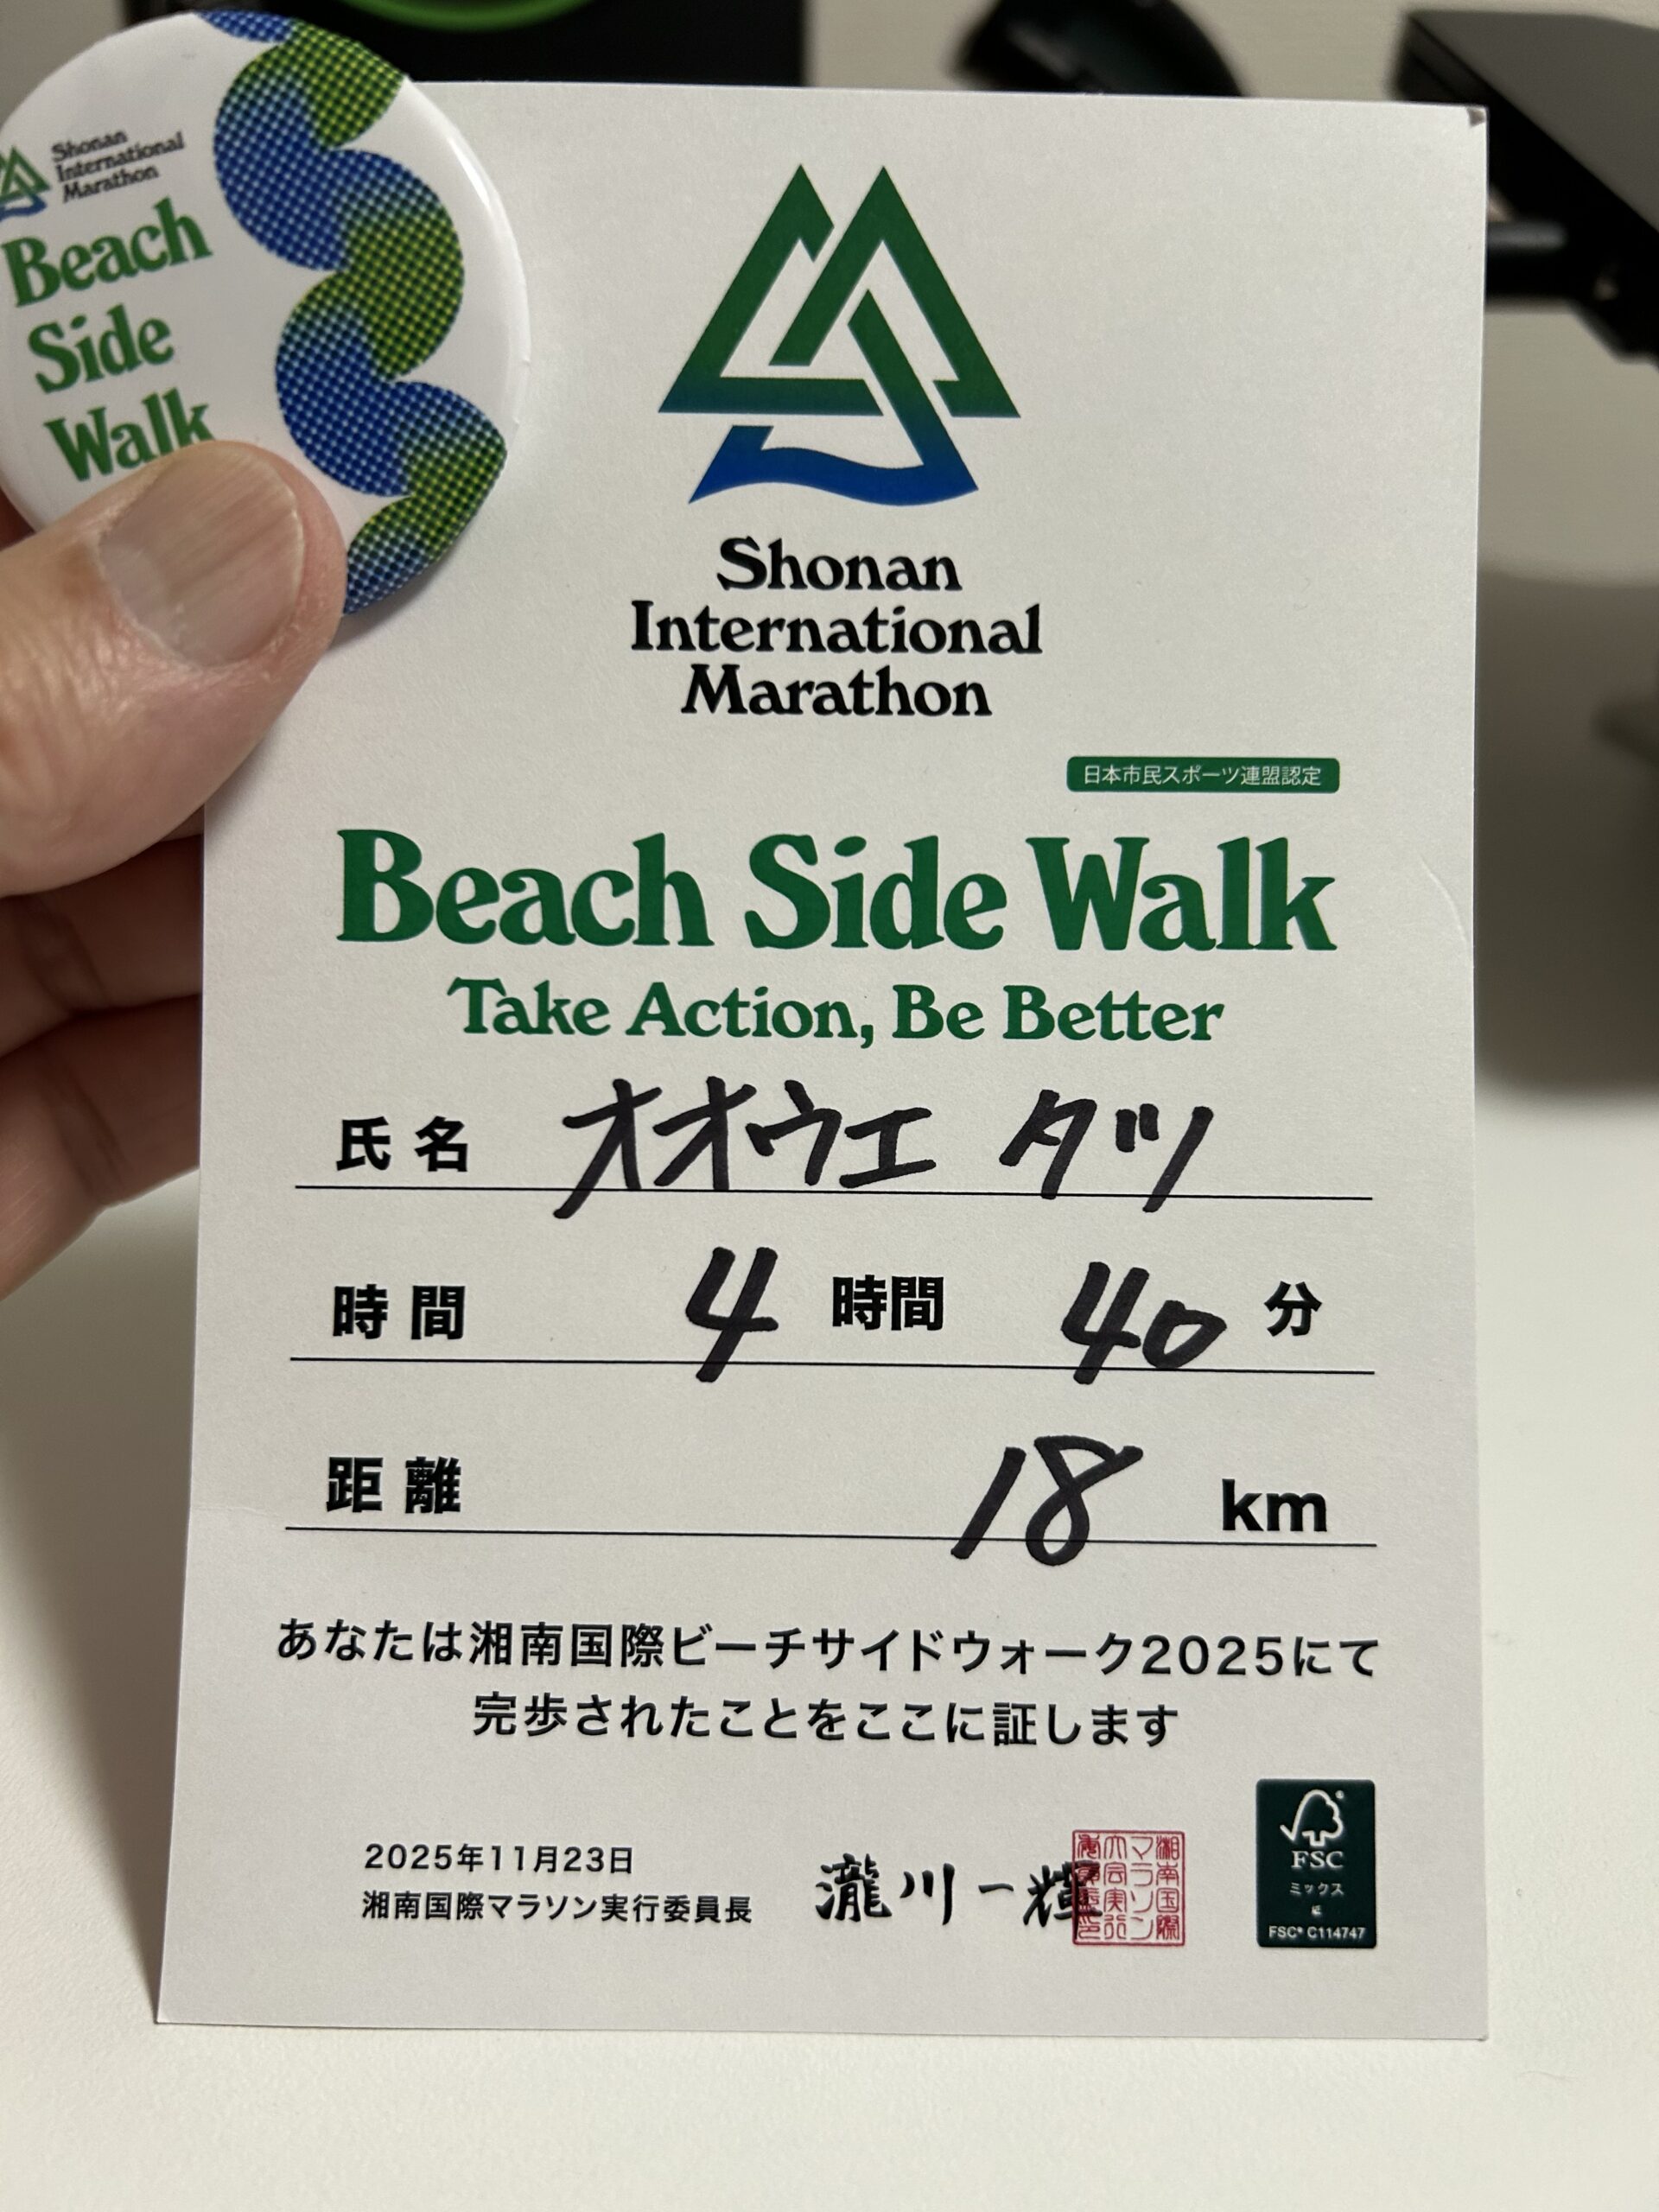 Shonan
International
Marathon
Beach
Side
Walk
Shonan
International
Marathon
日本市民スポーツ連盟認定
Beach Side Walk
Take Action, Be Better
氏名 オオウエ タツ
時間 4 時間 40 分
距離 18 km
あなたは湘南国際ビーチサイドウォーク2025にて
完歩されたことをここに証します
2025年11月23日
湘南国際マラソン実行委員長 瀧川一輝
FSC
ミックス
紙
FSC® C114747